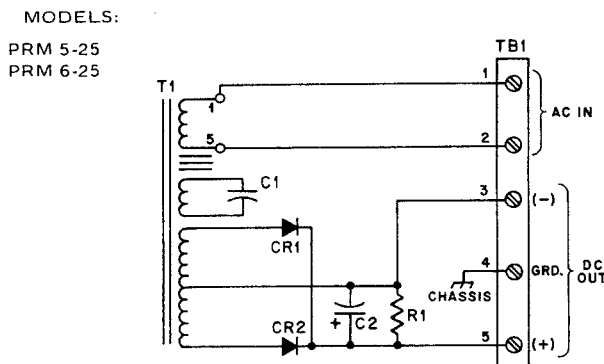 MODELS:
PRM 5-25
PRM 6-25
TB1
T1
1
1
AC IN
5
2
C1
3
(-)
CR1
4
GRD.
DC
OUT
CHASSIS
+
C2
R1
CR2
5
(+)